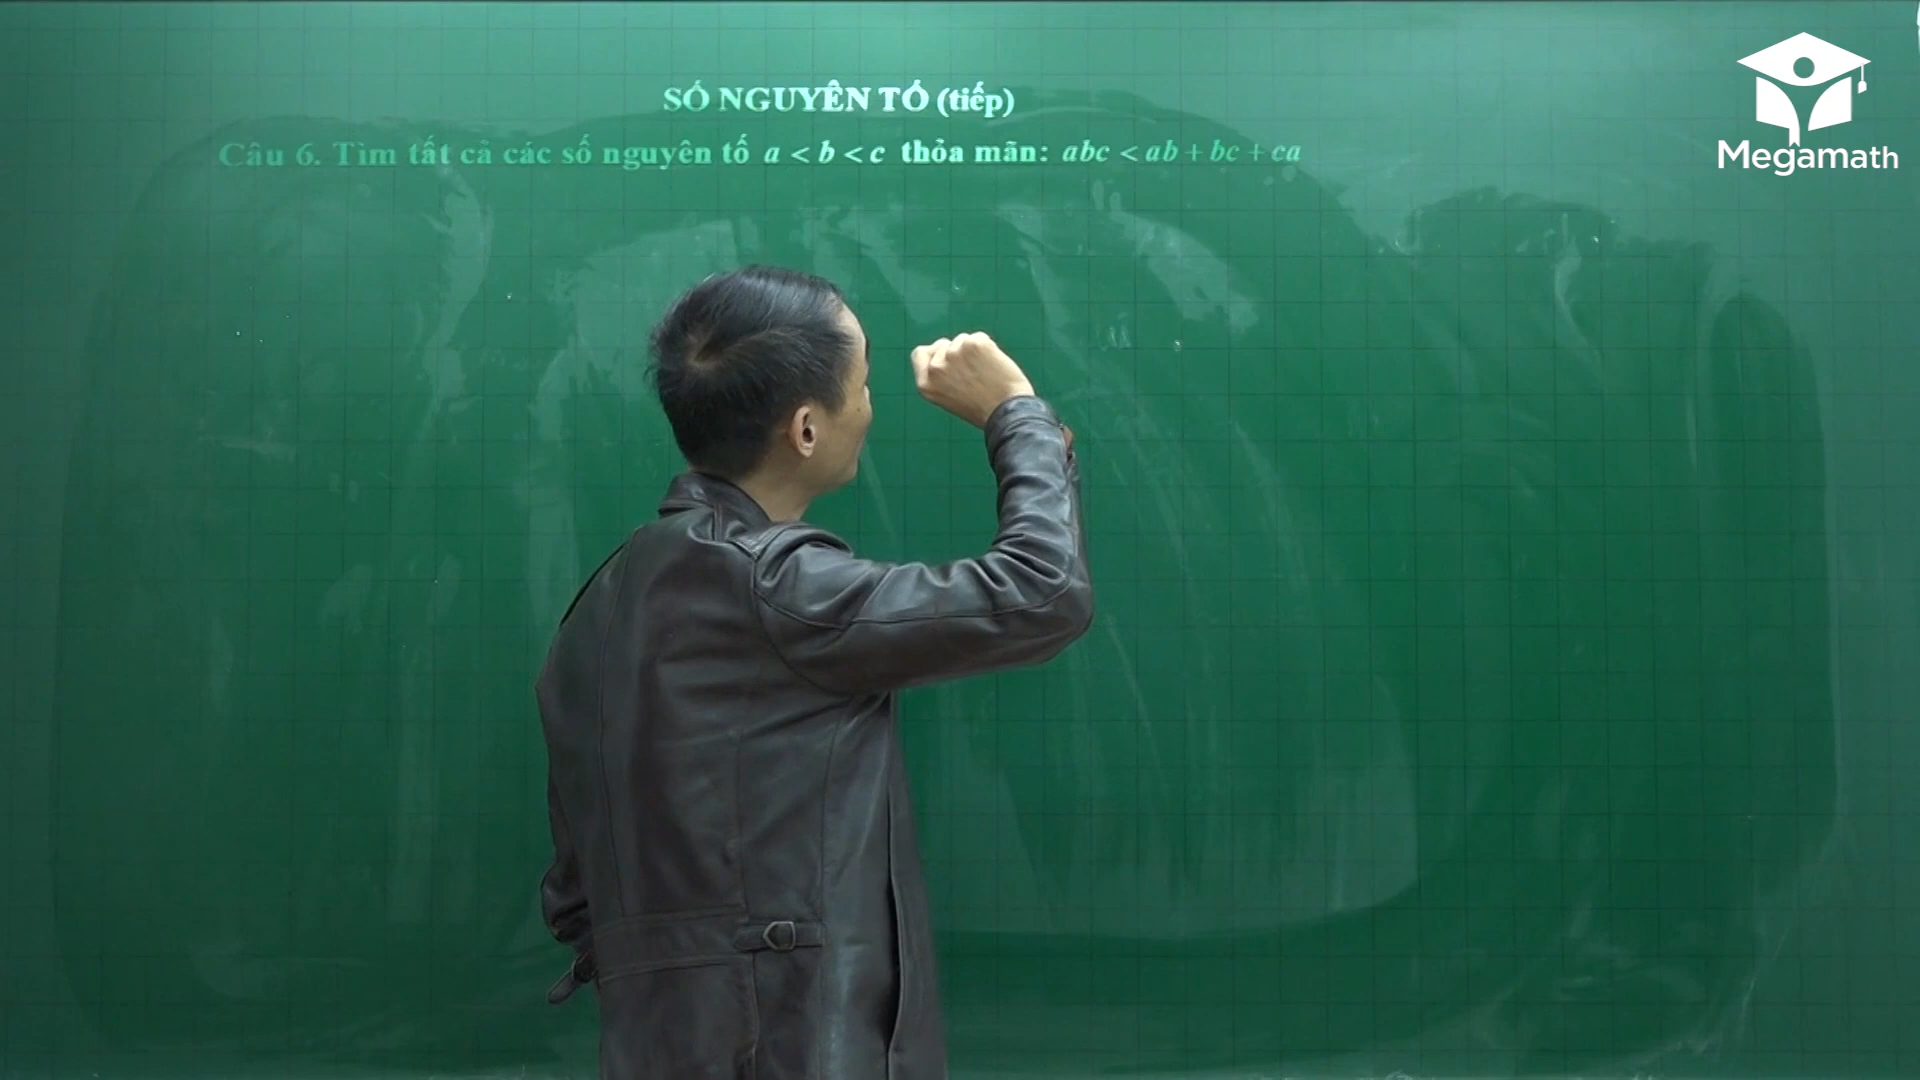 SỐ NGUYÊN TỐ (tiếp)
Câu 6. Tìm tất cả các số nguyên tố a < b < c thỏa mãn: abc < ab + bc + ca
Megamath